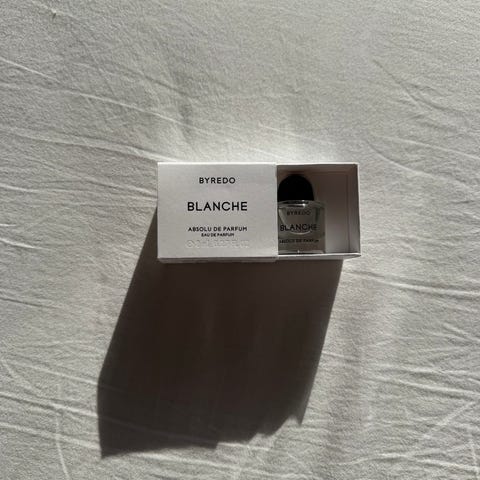 BYREDO
BLANCHE
ABSOLU DE PARFUM
EAU DE PARFUM
BYREDO
BLANCHE
ABSOLU DE PARFUM